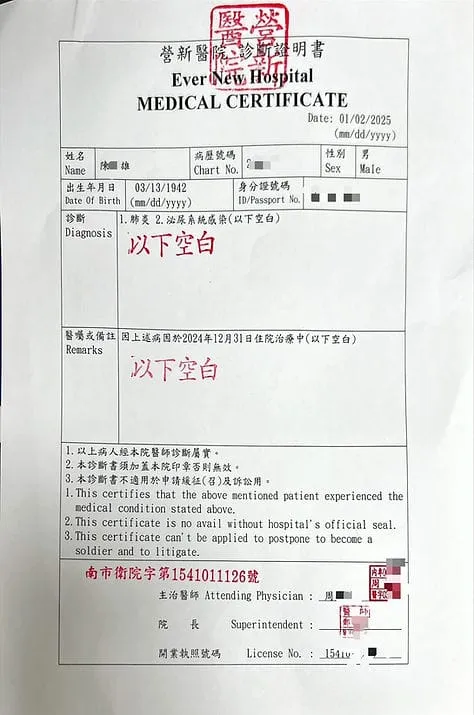 營新醫院
營新醫院 診斷證明書
Ever New Hospital
MEDICAL CERTIFICATE
Date: 01/02/2025
(mm/dd/yyyy)
姓名 陳 雄 病歷號碼 2 性別 男
Name Chart No. Sex Male
出生年月日 03/13/1942 身分證號碼
Date Of Birth (mm/dd/yyyy) ID/Passport No.
診斷 1.肺炎 2.泌尿系統感染(以下空白)
Diagnosis
以下空白
醫囑或備註 因上述病因於2024年12月31日住院治療中(以下空白)
Remarks
以下空白
1.以上病人經本院醫師診斷屬實。
2.本診斷書須加蓋本院印章否則無效。
3.本診斷書不適用於申請緩征(召)及訴訟用。
1.This certifies that the above mentioned patient experienced the
medical condition stated above.
2.This certificate is no avail without hospital's official seal.
3.This certificate can't be applied to postpone to become a
soldier and to litigate.
南市衛院字第1541011126號
主治醫師 Attending Physician : 周
院 長 Superintendent :
開業執照號碼 License No. : 15410